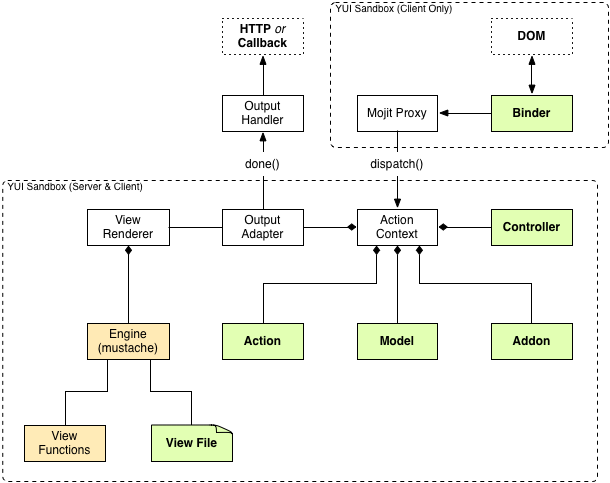 YUI Sandbox (Client Only)
HTTP or
Callback
DOM
Output
Handler
Mojit Proxy
Binder
done()
dispatch()
YUI Sandbox (Server & Client)
View
Renderer
Output
Adapter
Action
Context
Controller
Engine
(mustache)
Action
Model
Addon
View
Functions
View File